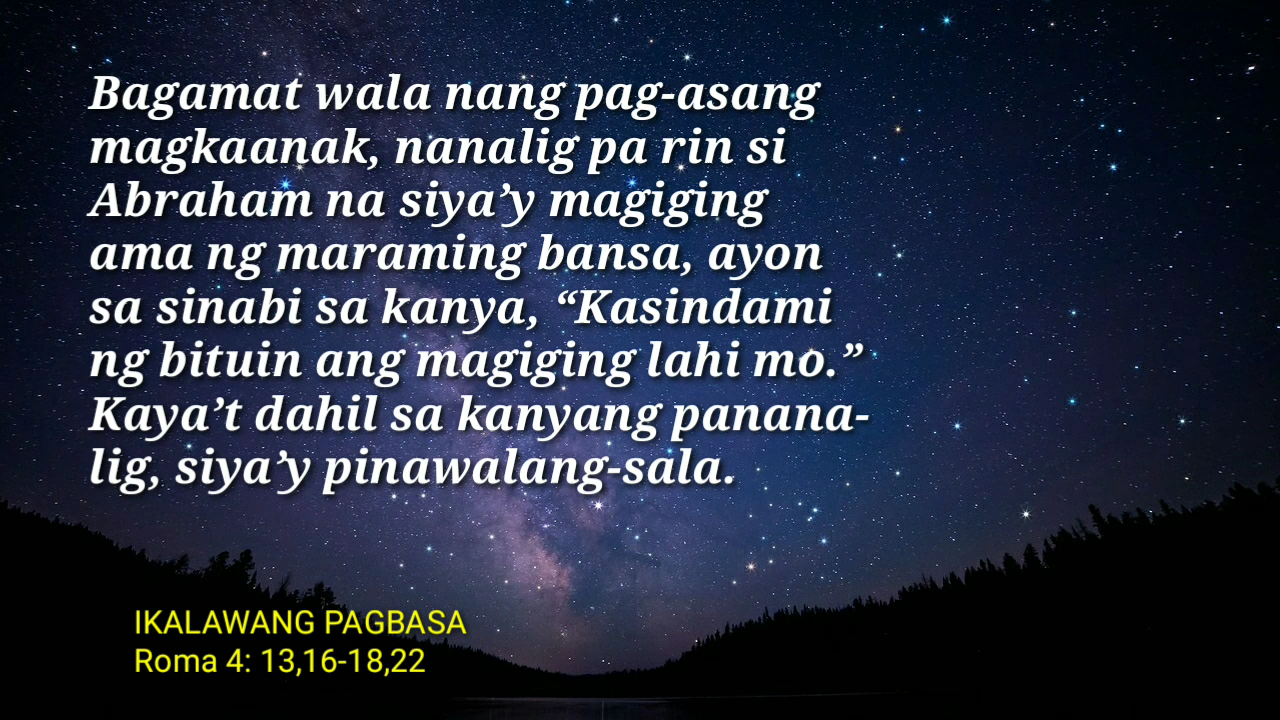 Bagamat wala nang pag-asang
magkaanak, nanalig pa rin si
Abraham na siya’y magiging
ama ng maraming bansa, ayon
sa sinabi sa kanya, “Kasindami
ng bituin ang magiging lahi mo.”
Kaya’t dahil sa kanyang panana-
lig, siya’y pinawalang-sala.
IKALAWANG PAGBASA
Roma 4: 13,16-18,22